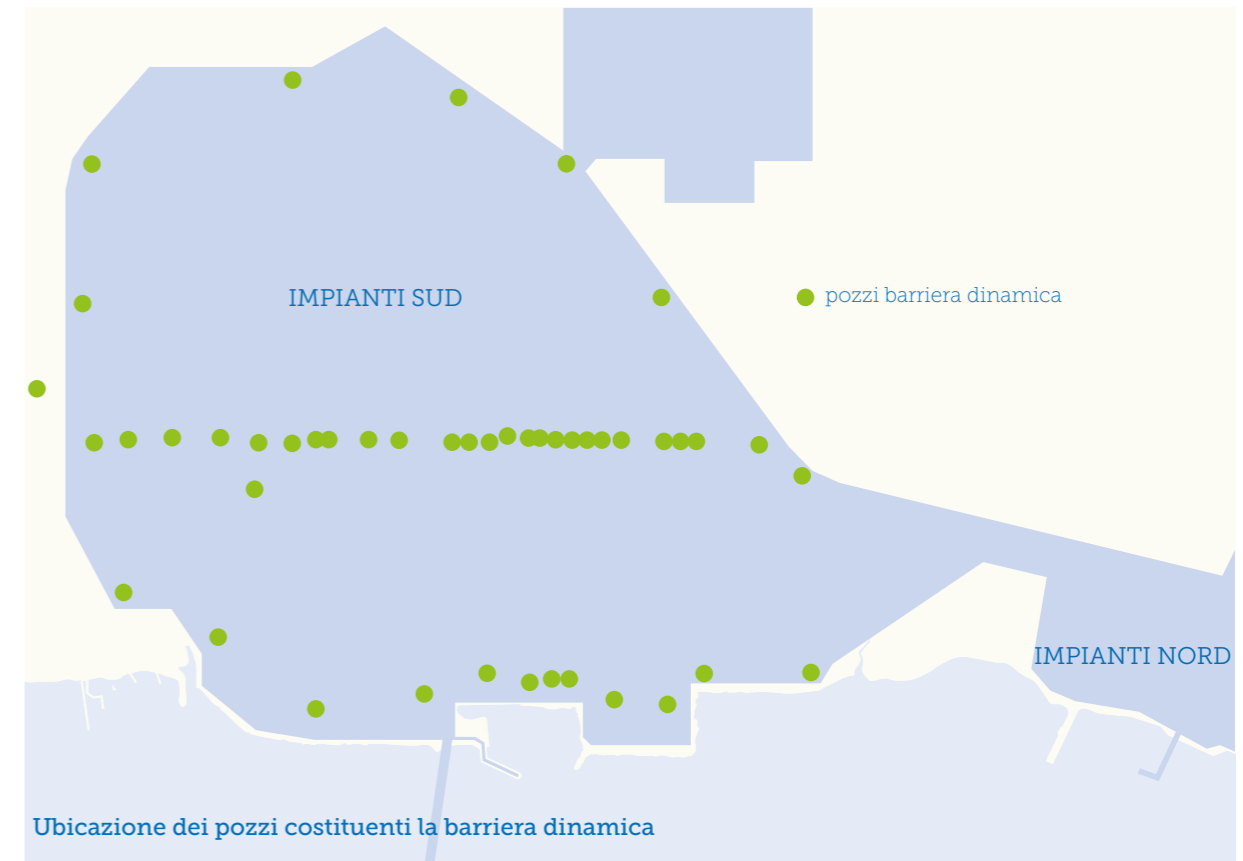 IMPIANTI SUD
pozzi barriera dinamica
IMPIANTI NORD
Ubicazione dei pozzi costituenti la barriera dinamica